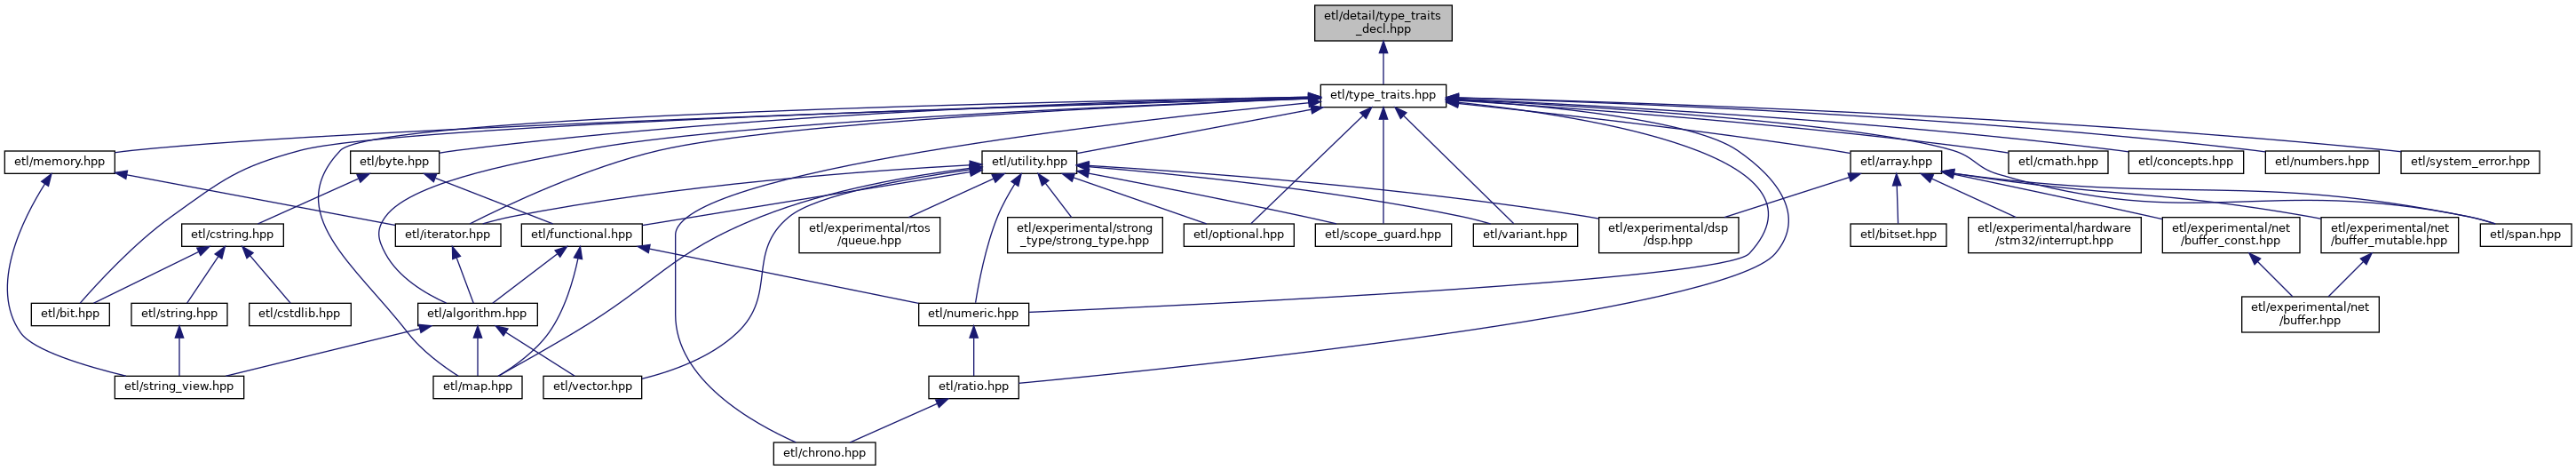 etl/detail/type_traits
_decl.hpp
etl/type_traits.hpp
etl/memory.hpp
etl/byte.hpp
etl/utility.hpp
etl/array.hpp
etl/cmath.hpp
etl/concepts.hpp
etl/numbers.hpp
etl/system_error.hpp
etl/cstring.hpp
etl/iterator.hpp
etl/functional.hpp
etl/experimental/rtos
/queue.hpp
etl/experimental/strong
_type/strong_type.hpp
etl/optional.hpp
etl/scope_guard.hpp
etl/variant.hpp
etl/experimental/dsp
/dsp.hpp
etl/bitset.hpp
etl/experimental/hardware
/stm32/interrupt.hpp
etl/experimental/net
/buffer_const.hpp
etl/experimental/net
/buffer_mutable.hpp
etl/span.hpp
etl/bit.hpp
etl/string.hpp
etl/cstdlib.hpp
etl/algorithm.hpp
etl/numeric.hpp
etl/experimental/net
/buffer.hpp
etl/string_view.hpp
etl/map.hpp
etl/vector.hpp
etl/ratio.hpp
etl/chrono.hpp